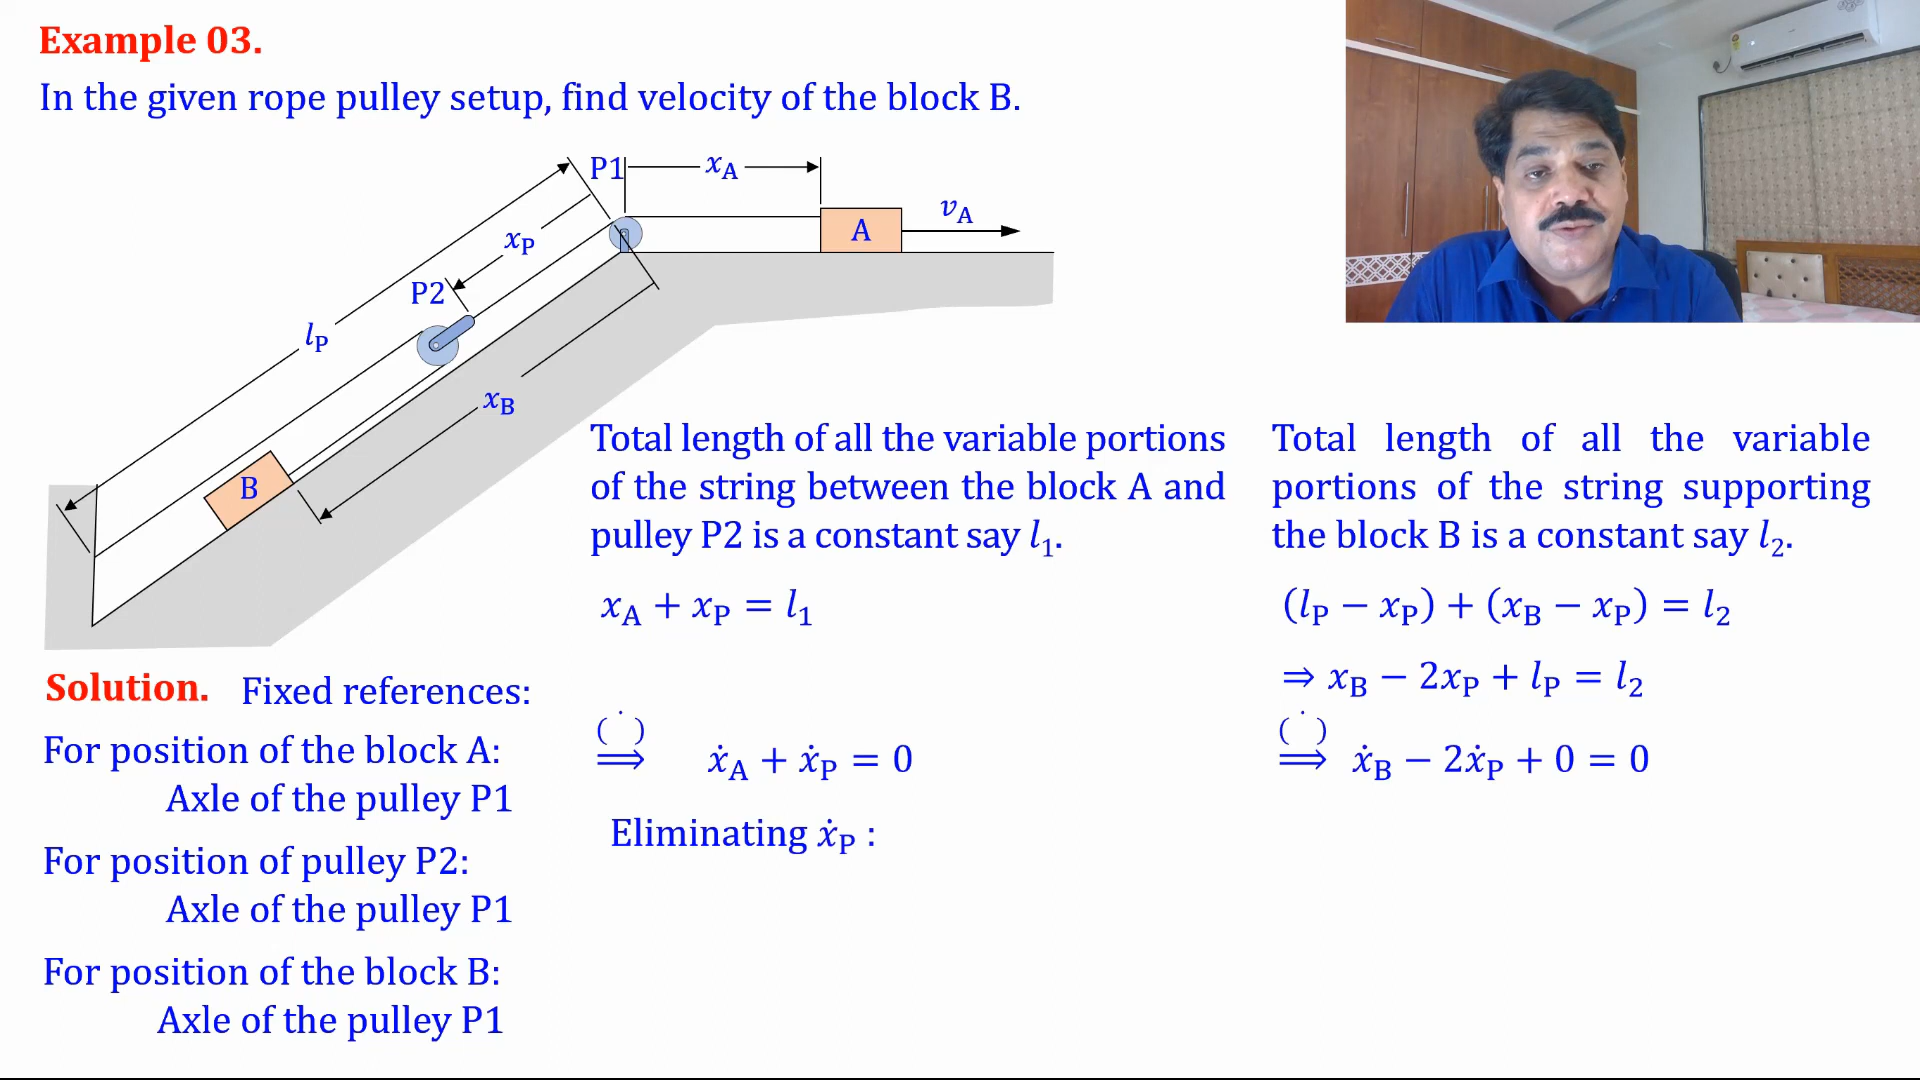 Example 03.
In the given rope pulley setup, find velocity of the block B.
P1
x_A
v_A
A
x_P
P2
l_P
x_B
B
Total length of all the variable portions
of the string between the block A and
pulley P2 is a constant say l₁.
x_A + x_P = l₁
( ˙ )
⟹ ẋ_A + ẋ_P = 0
Eliminating ẋ_P :
Total length of all the variable
portions of the string supporting
the block B is a constant say l₂.
(l_P − x_P) + (x_B − x_P) = l₂
⇒ x_B − 2x_P + l_P = l₂
( ˙ )
⟹ ẋ_B − 2ẋ_P + 0 = 0
Solution. Fixed references:
For position of the block A:
Axle of the pulley P1
For position of pulley P2:
Axle of the pulley P1
For position of the block B:
Axle of the pulley P1